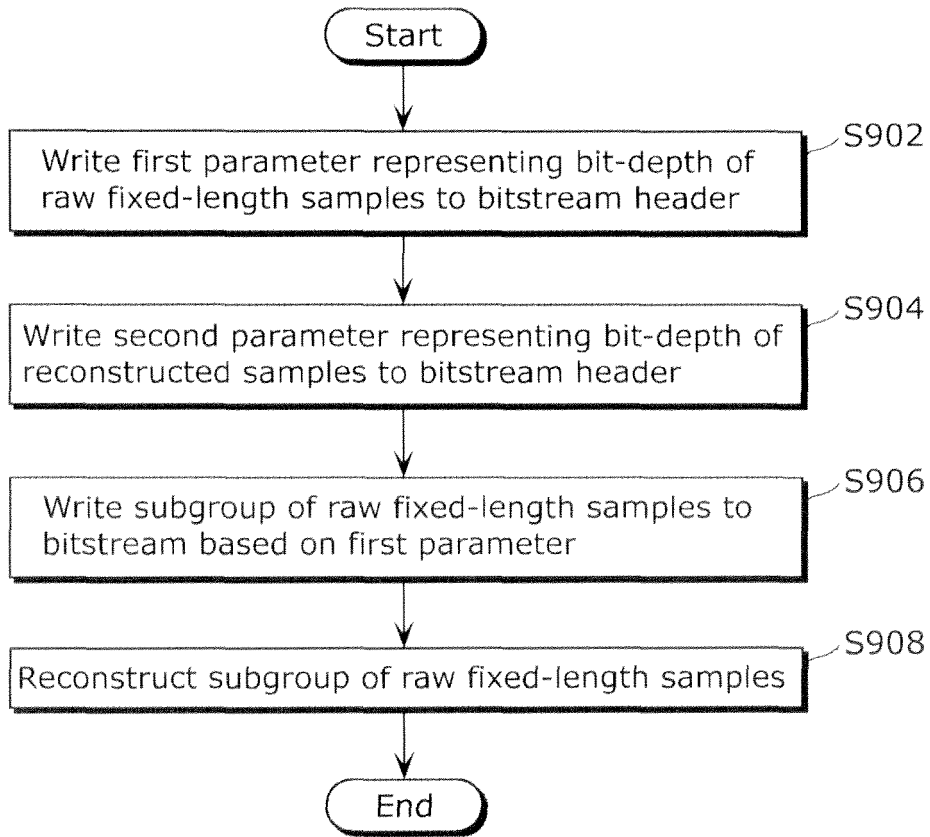 Start
S902
Write first parameter representing bit-depth of
raw fixed-length samples to bitstream header
S904
Write second parameter representing bit-depth of
reconstructed samples to bitstream header
S906
Write subgroup of raw fixed-length samples to
bitstream based on first parameter
S908
Reconstruct subgroup of raw fixed-length samples
End